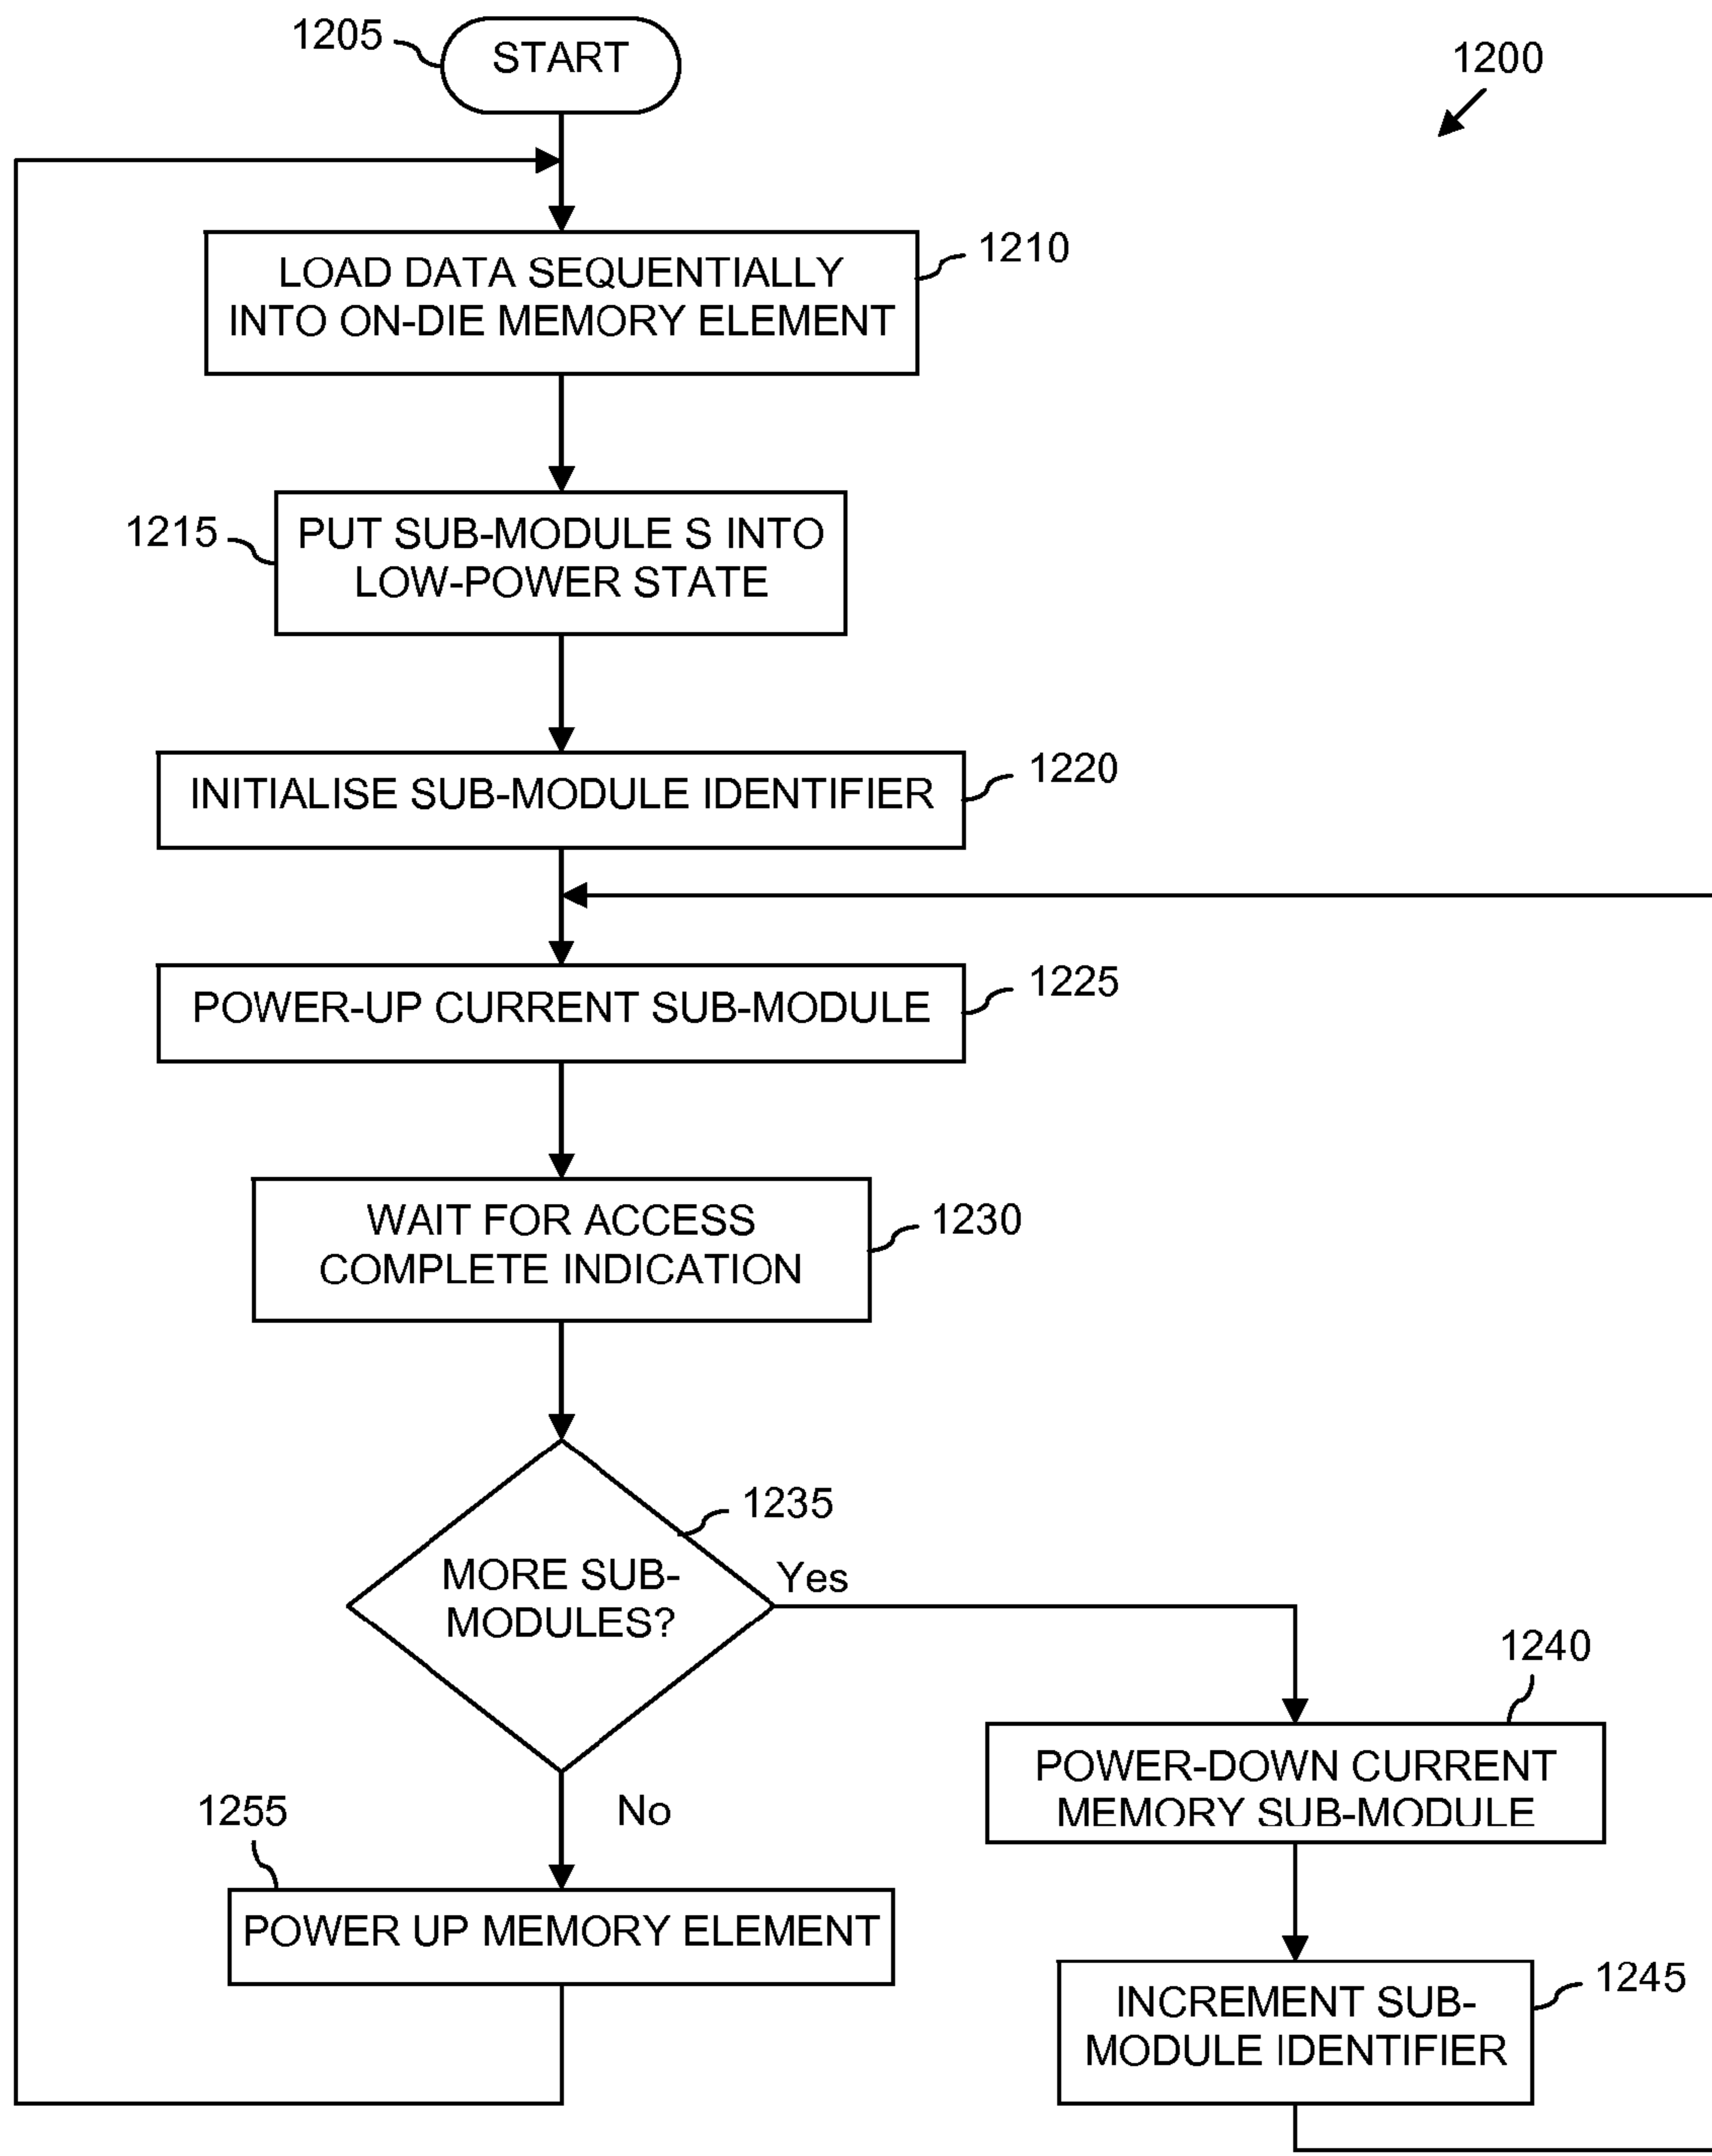 1205
START
1200
1210
LOAD DATA SEQUENTIALLY
INTO ON-DIE MEMORY ELEMENT
1215
PUT SUB-MODULE S INTO
LOW-POWER STATE
1220
INITIALISE SUB-MODULE IDENTIFIER
1225
POWER-UP CURRENT SUB-MODULE
1230
WAIT FOR ACCESS
COMPLETE INDICATION
1235
MORE SUB-
MODULES?
Yes
1240
POWER-DOWN CURRENT
MEMORY SUB-MODULE
No
1255
POWER UP MEMORY ELEMENT
1245
INCREMENT SUB-
MODULE IDENTIFIER